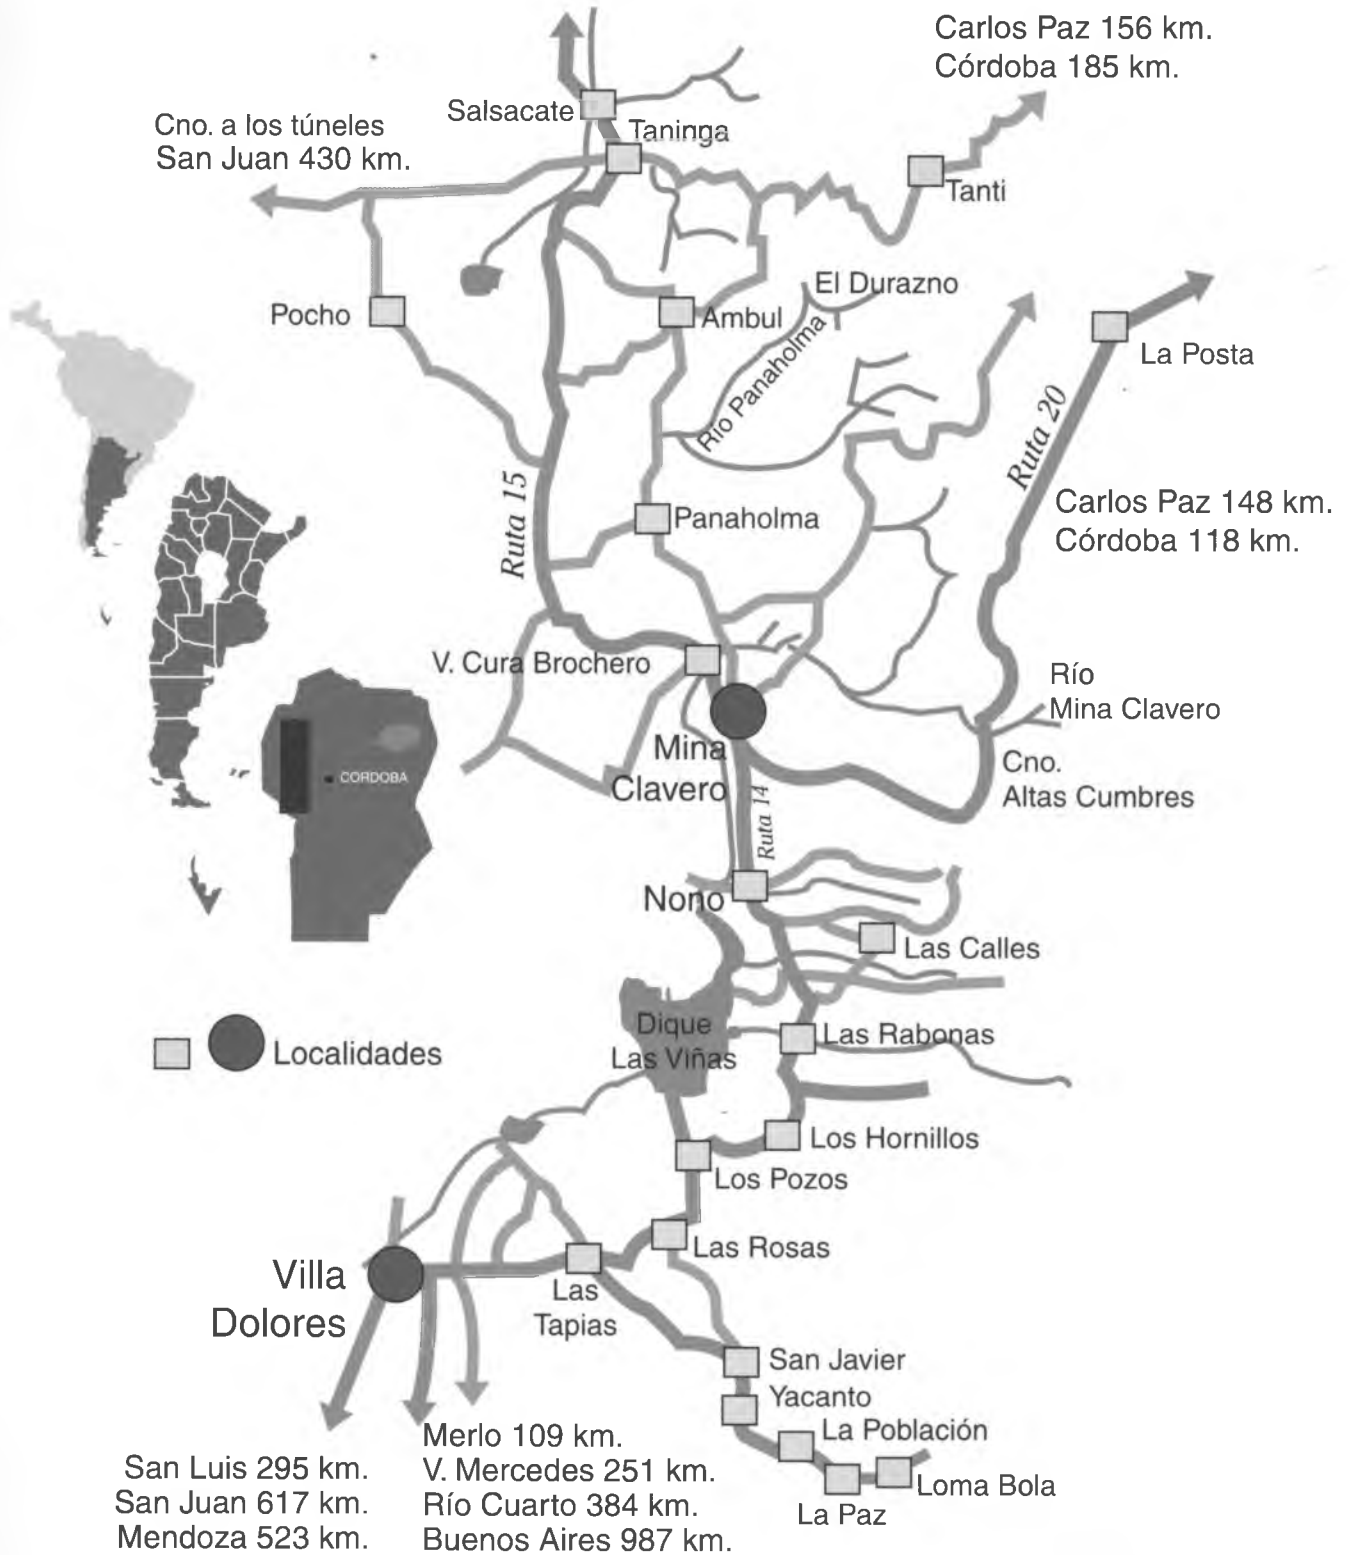 Carlos Paz 156 km.
Córdoba 185 km.
Salsacate
Cno. a los túneles
San Juan 430 km.
Taninga
Tanti
El Durazno
Pocho
Ambul
Río Panaholma
La Posta
Ruta 20
Ruta 15
Carlos Paz 148 km.
Córdoba 118 km.
Panaholma
V. Cura Brochero
Río
Mina Clavero
Mina
Clavero
Cno.
Altas Cumbres
CORDOBA
Ruta 14
Nono
Las Calles
Dique
Las Viñas
Las Rabonas
Localidades
Los Hornillos
Los Pozos
Las Rosas
Villa
Dolores
Las
Tapias
San Javier
Yacanto
La Población
Loma Bola
La Paz
San Luis 295 km.
San Juan 617 km.
Mendoza 523 km.
Merlo 109 km.
V. Mercedes 251 km.
Río Cuarto 384 km.
Buenos Aires 987 km.